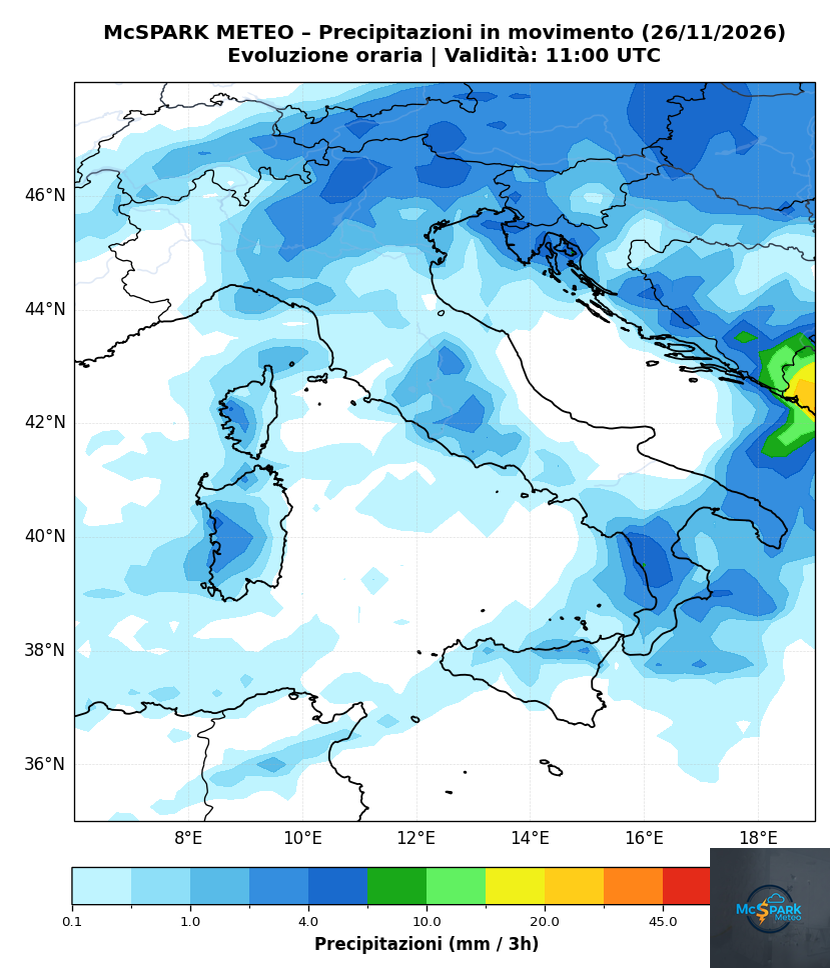 McSPARK METEO – Precipitazioni in movimento (26/11/2026)
Evoluzione oraria | Validità: 11:00 UTC
46°N
44°N
42°N
40°N
38°N
36°N
8°E 10°E 12°E 14°E 16°E 18°E
0.1 1.0 4.0 10.0 20.0 45.0
Precipitazioni (mm / 3h)
McSPARK
Meteo